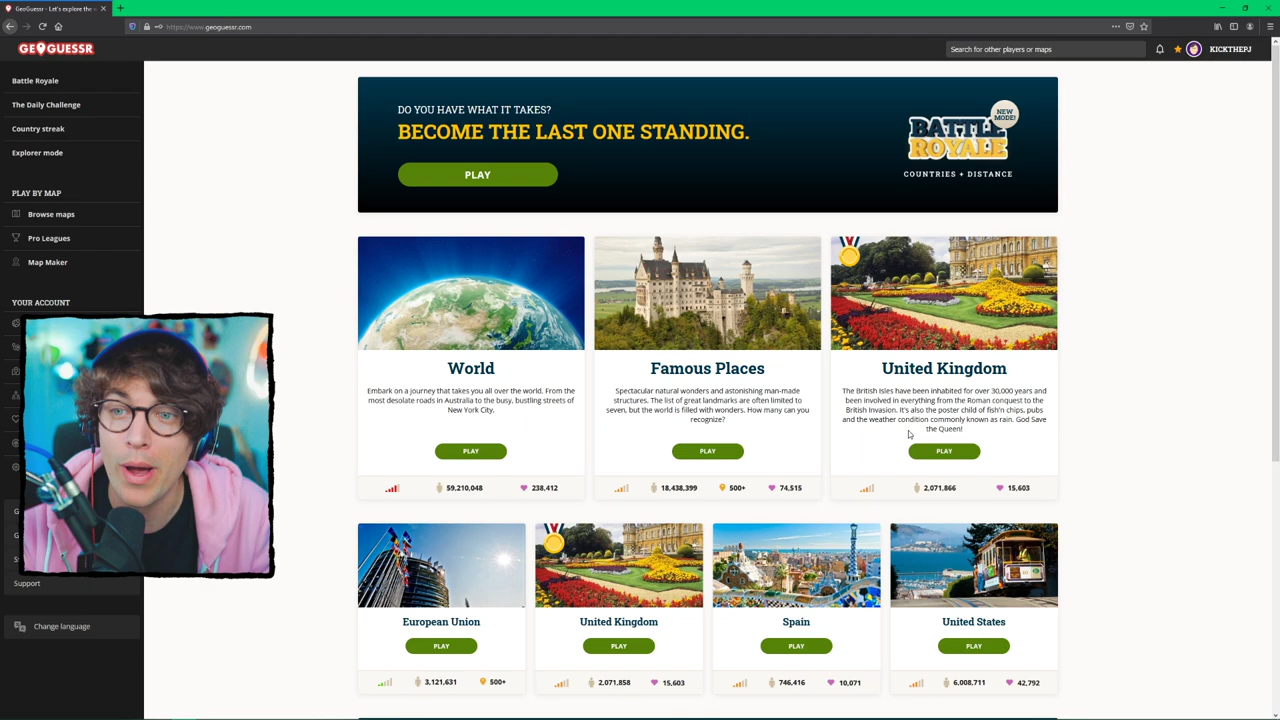 GeoGuessr - Let's explore the w
https://www.geoguessr.com
GEOGUESSR
Search for other players or maps
KICKTHEPJ
Battle Royale
The Daily Challenge
Country streak
Explorer mode
PLAY BY MAP
Browse maps
Pro Leagues
Map Maker
YOUR ACCOUNT
Support
Change language
DO YOU HAVE WHAT IT TAKES?
BECOME THE LAST ONE STANDING.
PLAY
NEW
MODE!
BATTLE
ROYALE
COUNTRIES + DISTANCE
World
Embark on a journey that takes you all over the world. From the
most desolate roads in Australia to the busy, bustling streets of
New York City.
PLAY
59,210,048
238,412
Famous Places
Spectacular natural wonders and astonishing man-made
structures. The list of great landmarks are often limited to
seven, but the world is filled with wonders. How many can you
recognize?
PLAY
18,438,399
500+
74,515
United Kingdom
The British Isles have been inhabited for over 30,000 years and
been involved in everything from the Roman conquest to the
British Invasion. It's also the poster child of fish'n chips, pubs
and the weather condition commonly known as rain. God Save
the Queen!
PLAY
2,071,866
15,603
European Union
PLAY
3,121,631
500+
United Kingdom
PLAY
2,071,858
15,603
Spain
PLAY
746,416
10,071
United States
PLAY
6,008,711
42,792